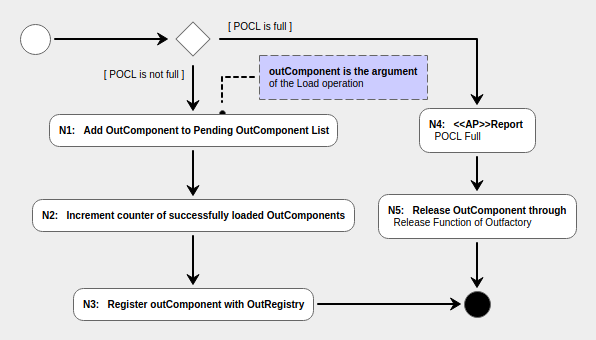 [ POCL is full ]
[ POCL is not full ]
outComponent is the argument
of the Load operation
N1: Add OutComponent to Pending OutComponent List
N4: <<AP>>Report
POCL Full
N2: Increment counter of successfully loaded OutComponents
N5: Release OutComponent through
Release Function of Outfactory
N3: Register outComponent with OutRegistry